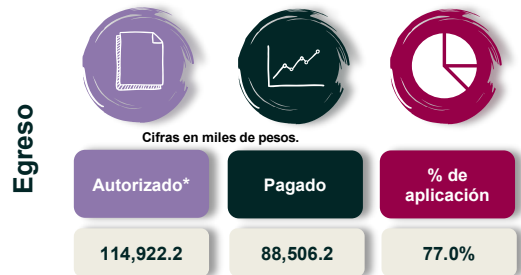 Egreso
Cifras en miles de pesos.
Autorizado*
Pagado
% de
aplicación
114,922.2
88,506.2
77.0%